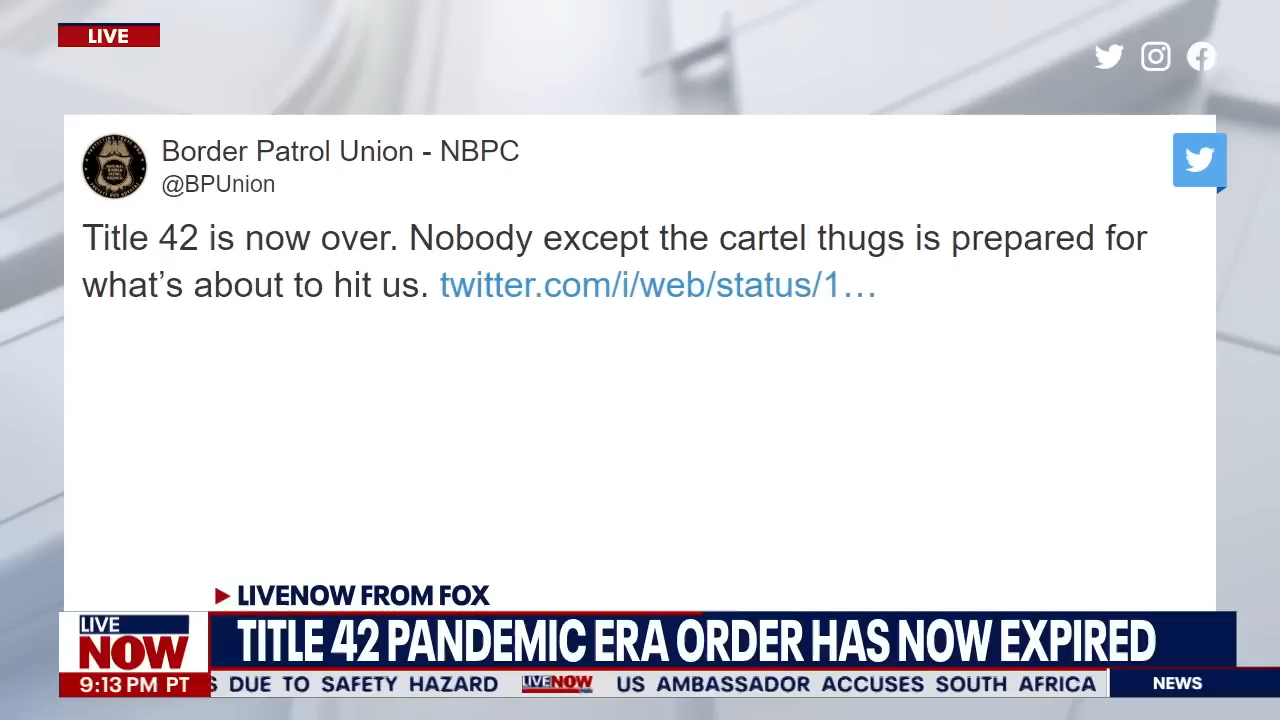 LIVE
Border Patrol Union - NBPC
@BPUnion
Title 42 is now over. Nobody except the cartel thugs is prepared for
what’s about to hit us. twitter.com/i/web/status/1…
LIVENOW FROM FOX
LIVE
NOW
TITLE 42 PANDEMIC ERA ORDER HAS NOW EXPIRED
9:13 PM PT
S DUE TO SAFETY HAZARD LIVENOW US AMBASSADOR ACCUSES SOUTH AFRICA
NEWS